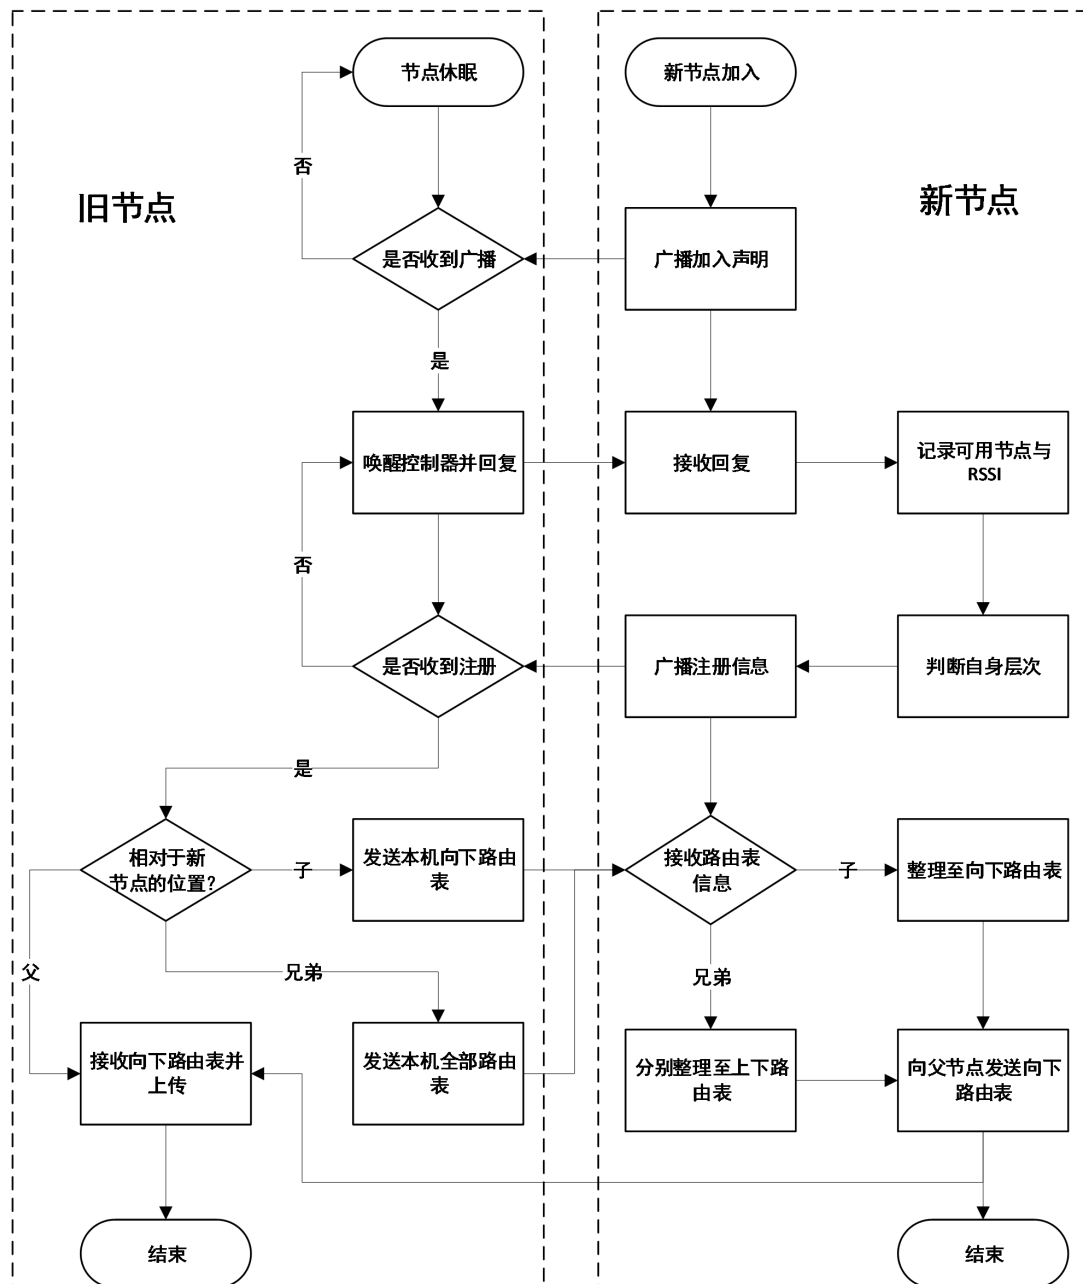 节点休眠
新节点加入
否
旧节点
新节点
是否收到广播
广播加入声明
是
唤醒控制器并回复
接收回复
记录可用节点与
RSSI
否
是否收到注册
广播注册信息
判断自身层次
是
相对于新
节点的位置？
子
发送本机向下路由
表
接收路由表
信息
子
整理至向下路由表
父
兄弟
兄弟
接收向下路由表并
上传
发送本机全部路由
表
分别整理至上下路
由表
向父节点发送向下
路由表
结束
结束